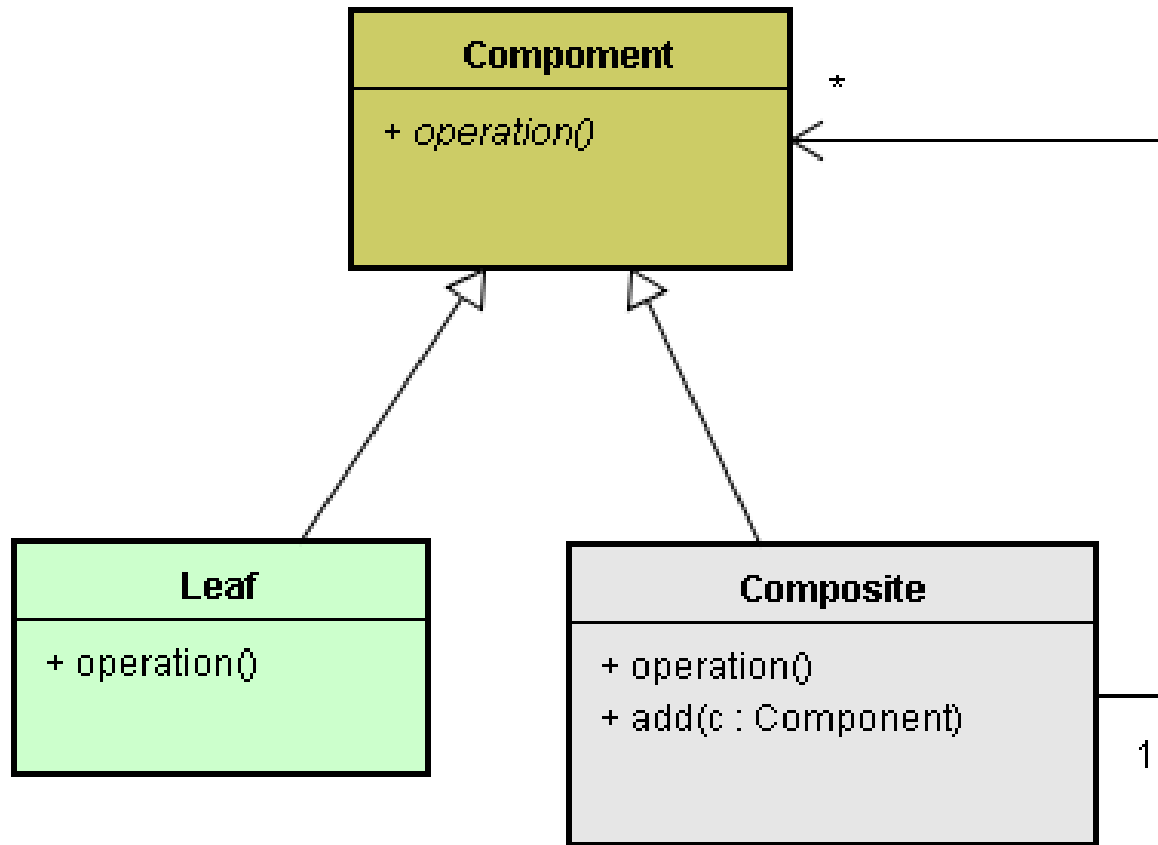 Compoment
*
+ operation()
Leaf
+ operation()
Composite
+ operation()
+ add(c : Component)
1